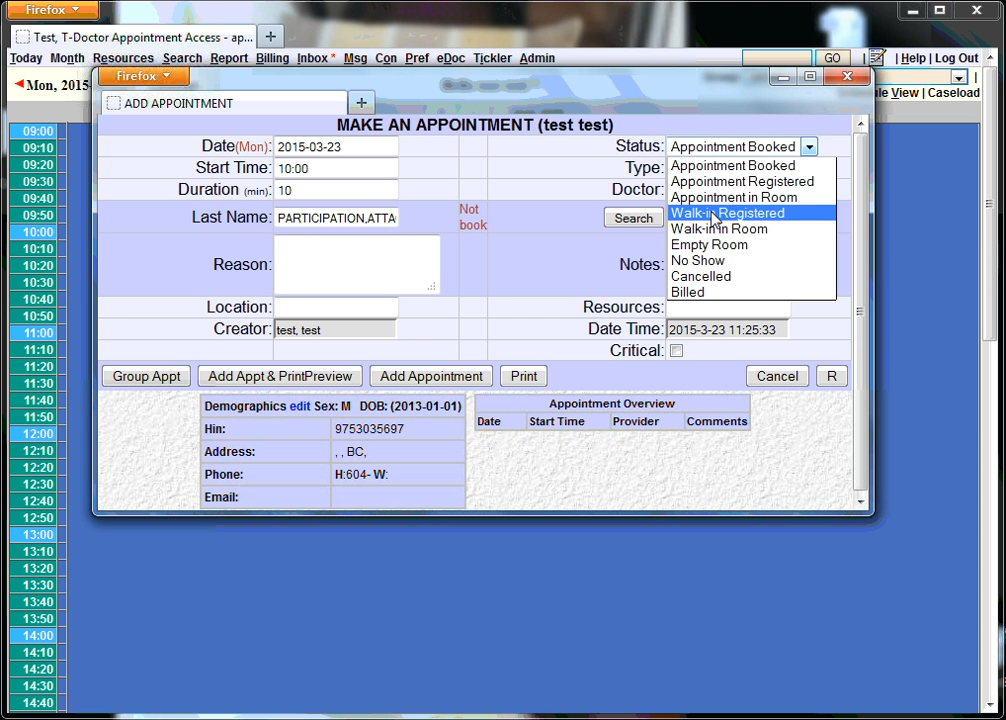 Firefox
Test, T-Doctor Appointment Access - ap...
Today Month Resources Search Report Billing Inbox* Msg Con Pref eDoc Tickler Admin
GO | Help | Log Out
Mon, 2015-
View | Caseload
Firefox
ADD APPOINTMENT
MAKE AN APPOINTMENT (test test)
Date(Mon): 2015-03-23
Status: Appointment Booked
Start Time: 10:00
Type:
Duration (min): 10
Doctor:
Last Name: PARTICIPATION,ATTA
Not book
Search
Appointment Booked
Appointment Registered
Appointment in Room
Walk-in Registered
Walk-in in Room
Empty Room
No Show
Cancelled
Billed
Reason:
Notes:
Location:
Resources:
Creator: test, test
Date Time: 2015-3-23 11:25:33
Critical:
Group Appt Add Appt & PrintPreview Add Appointment Print Cancel R
Demographics edit Sex: M DOB: (2013-01-01)
Hin: 9753035697
Address: , , BC,
Phone: H:604- W:
Email:
Appointment Overview
Date Start Time Provider Comments
09:00
09:10
09:20
09:30
09:40
09:50
10:00
10:10
10:20
10:30
10:40
10:50
11:00
11:10
11:20
11:30
11:40
11:50
12:00
12:10
12:20
12:30
12:40
12:50
13:00
13:10
13:20
13:30
13:40
13:50
14:00
14:10
14:20
14:30
14:40